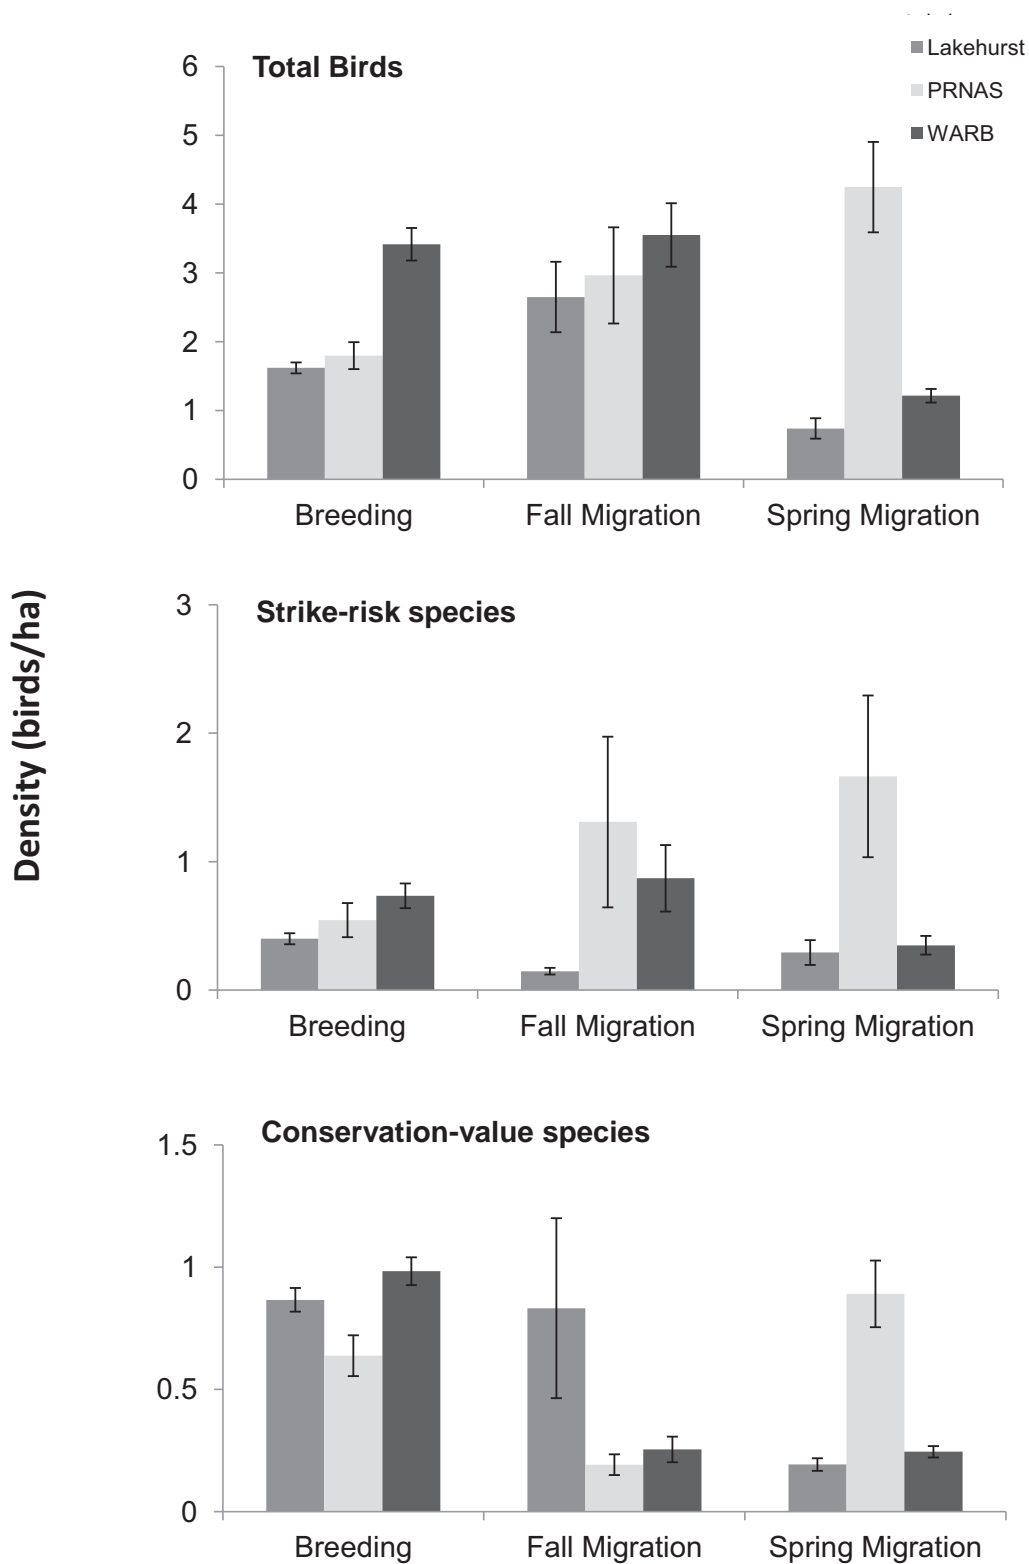 Lakehurst
PRNAS
WARB
Total Birds
6
5
4
3
2
1
0
Breeding
Fall Migration
Spring Migration
Density (birds/ha)
Strike-risk species
3
2
1
0
Breeding
Fall Migration
Spring Migration
Conservation-value species
1.5
1
0.5
0
Breeding
Fall Migration
Spring Migration